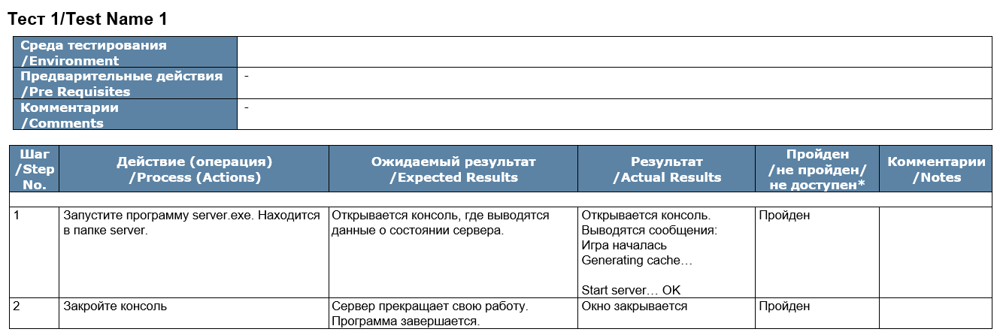 Тест 1/Test Name 1
Среда тестирования
/Environment
Предварительные действия
/Pre Requisites
-
Комментарии
/Comments
-
Шаг
/Step
No.
Действие (операция)
/Process (Actions)
Ожидаемый результат
/Expected Results
Результат
/Actual Results
Пройден
/не пройден/
не доступен*
Комментарии
/Notes
1
Запустите программу server.exe. Находится
в папке server.
Открывается консоль, где выводятся
данные о состоянии сервера.
Открывается консоль.
Выводятся сообщения:
Игра началась
Generating cache…
Start server… OK
Пройден
2
Закройте консоль
Сервер прекращает свою работу.
Программа завершается.
Окно закрывается
Пройден